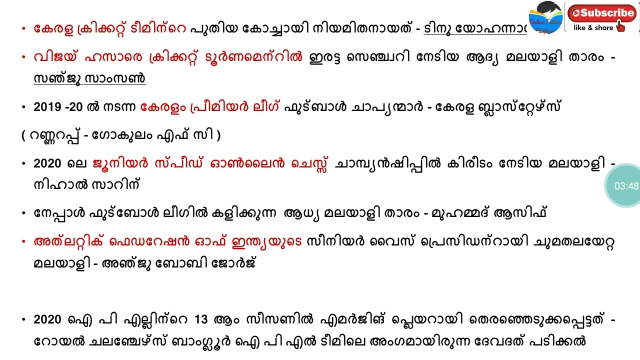 • കേരള ക്രിക്കറ്റ് ടീമിന്റെ പുതിയ കോച്ചായി നിയമിതനായത് - ടിനു
Subscribe
like & share
• വിജയ് ഹസാരെ ക്രിക്കറ്റ് ടൂർണമെന്റിൽ ഇരട്ട സെഞ്ചറി നേടിയ ആദ്യ മലയാളി താരം -
സഞ്ജു സാംസൺ
• 2019 -20 ൽ നടന്ന കേരളം പ്രീമിയർ ലീഗ് ഫുട്ബാൾ ചാപ്യന്മാർ - കേരള ബ്ലാസ്റ്റേഴ്സ്
( റണ്ണറപ്പ് - ഗോകുലം എഫ് സി )
03:48
• 2020 ലെ ജൂനിയർ സ്പീഡ് ഓൺലൈൻ ചെസ്സ് ചാമ്പ്യൻഷിപ്പിൽ കിരീടം നേടിയ മലയാളി -
നിഹാൽ സാറിന്
• നേപ്പാൾ ഫുട്ബോൾ ലീഗിൽ കളിക്കുന്ന ആധ്യ മലയാളി താരം - മുഹമ്മദ് ആസിഫ്
• അത്ലറ്റിക് ഫെഡറേഷൻ ഓഫ് ഇന്ത്യയുടെ സീനിയർ വൈസ് പ്രെസിഡന്റായി ചുമതലയേറ്റ
മലയാളി - അഞ്ജു ബോബി ജോർജ്
• 2020 ഐ പി എല്ലിന്റെ 13 ആം സീസണിൽ എമർജിങ് പ്ലെയറായി തെരഞ്ഞെടുക്കപ്പെട്ടത് -
റോയൽ ചലഞ്ചേഴ്സ് ബാംഗ്ലൂർ ഐ പി എൽ ടീമിലെ അംഗമായിരുന്ന ദേവദത് പടിക്കൽ